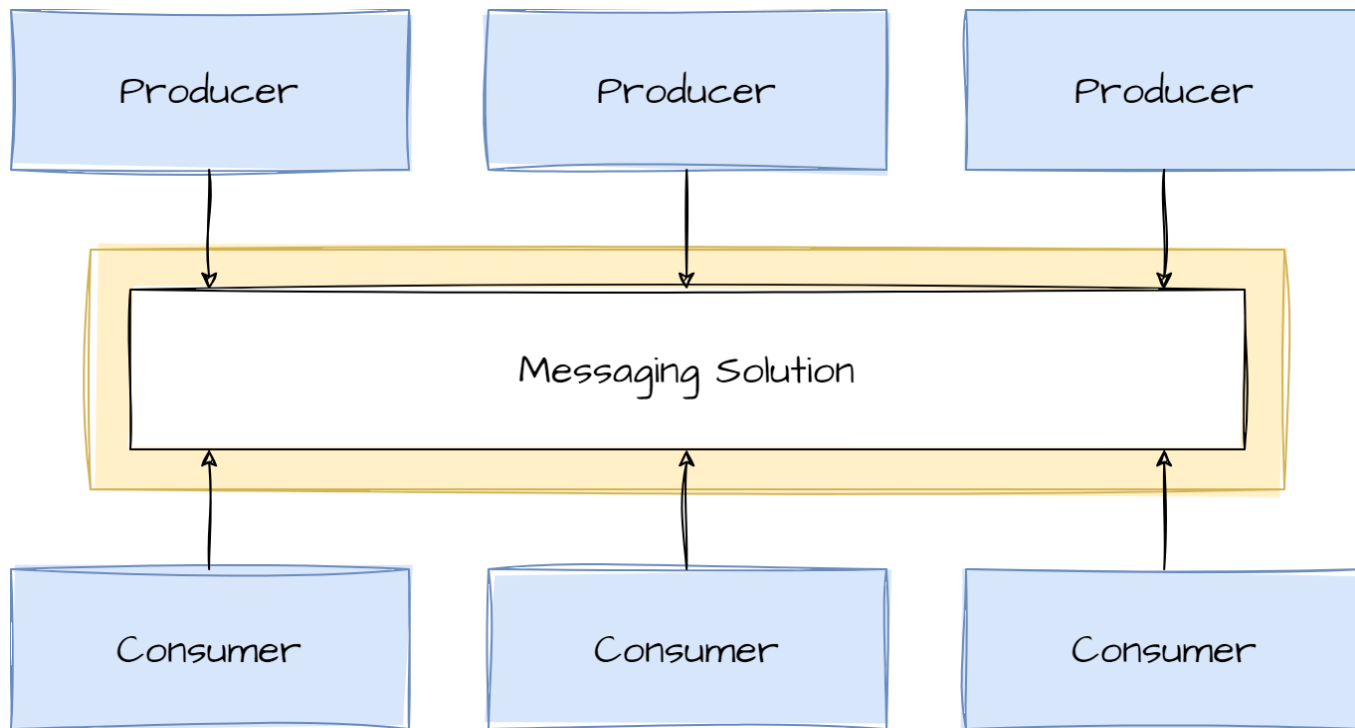 Producer
Producer
Producer
Messaging Solution
Consumer
Consumer
Consumer